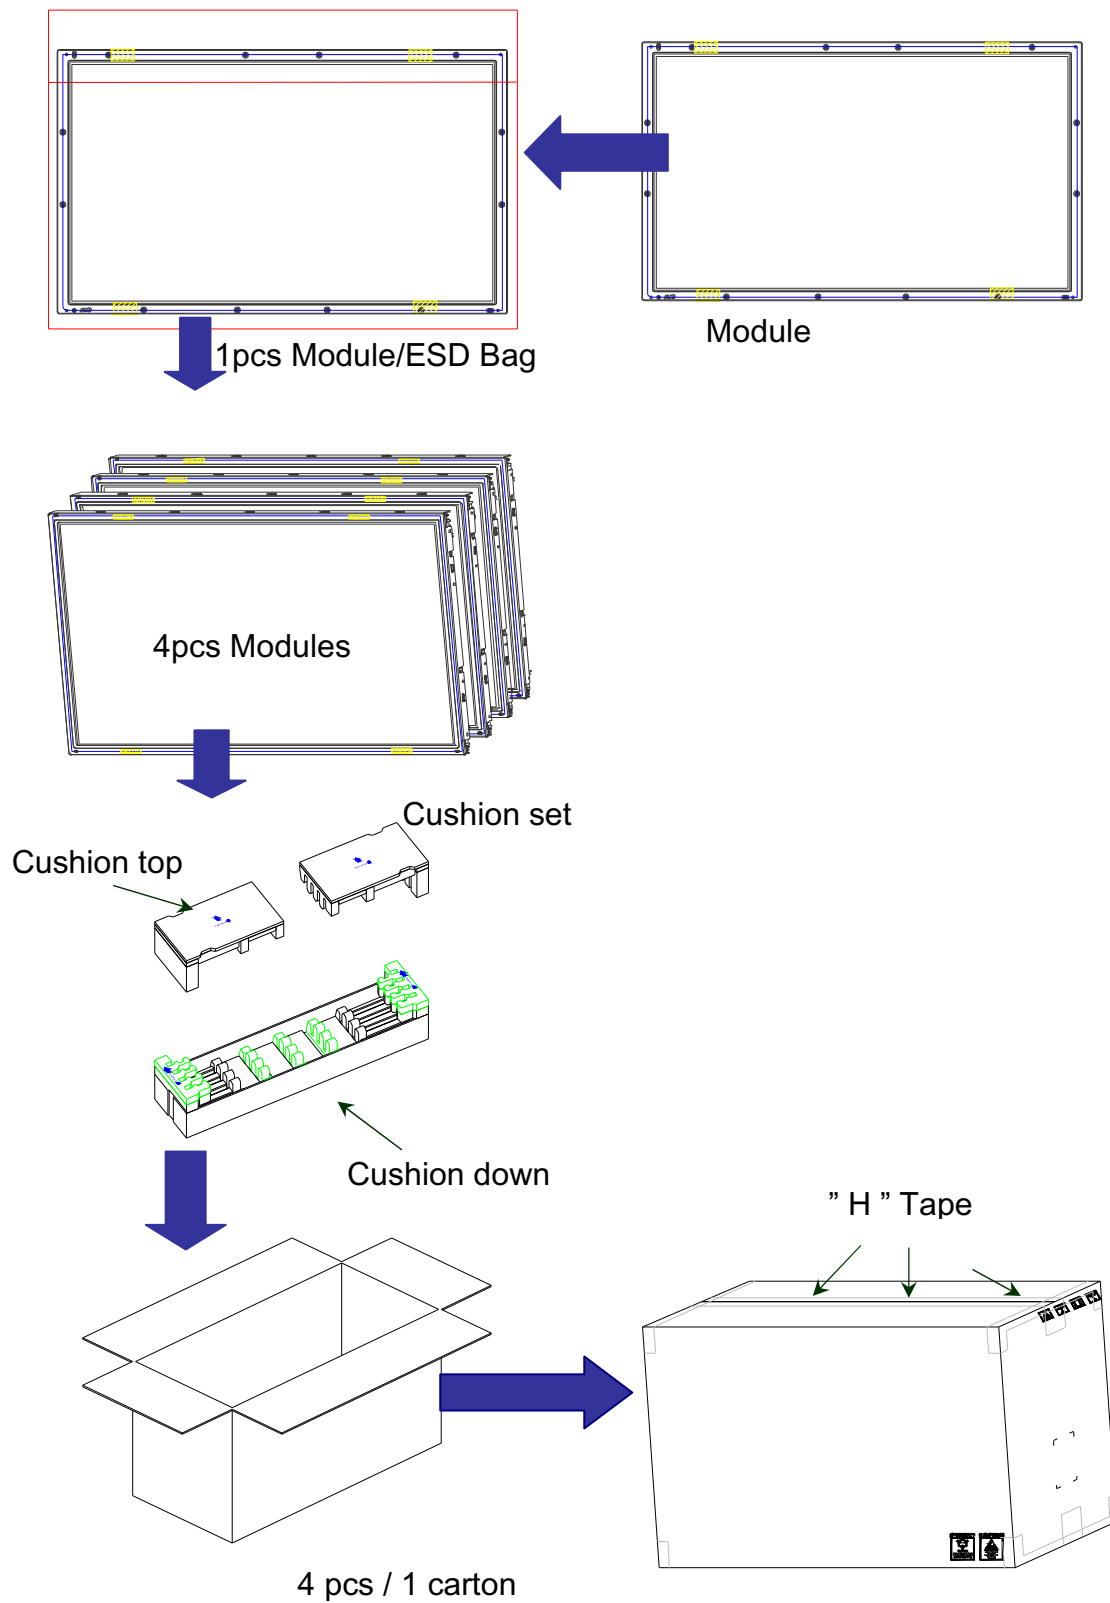 Module
1pcs Module/ESD Bag
4pcs Modules
Cushion set
Cushion top
Cushion down
” H ” Tape
4 pcs / 1 carton